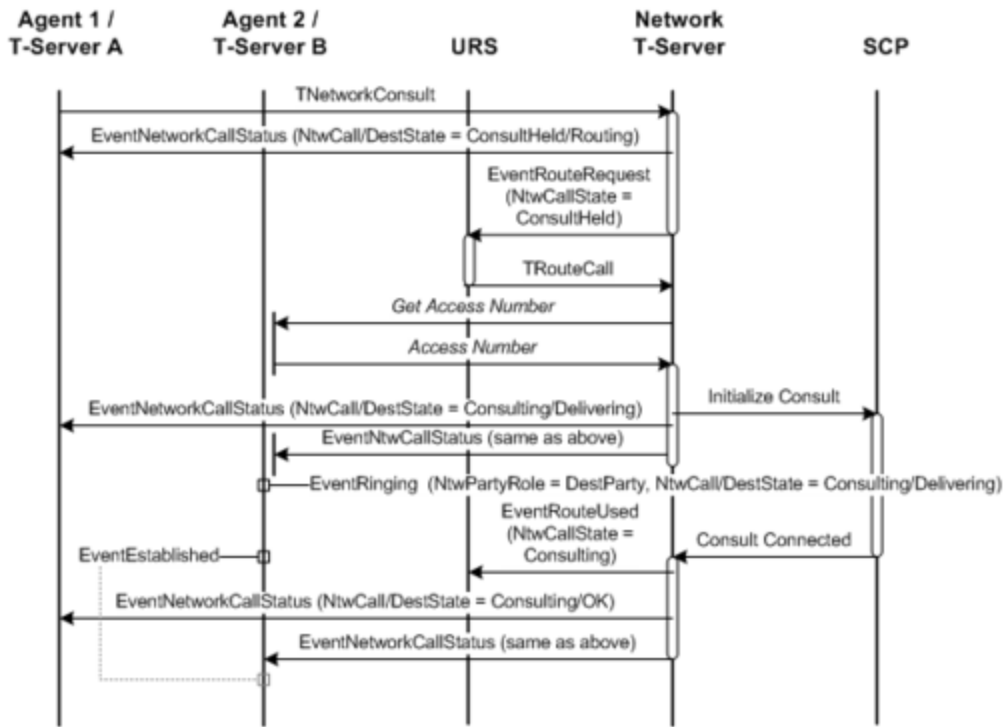 Agent 1 /
T-Server A
Agent 2 /
T-Server B
URS
Network
T-Server
SCP
TNetworkConsult
EventNetworkCallStatus (NtwCall/DestState = ConsultHeld/Routing)
EventRouteRequest
(NtwCallState =
ConsultHeld)
TRouteCall
Get Access Number
Access Number
Initialize Consult
EventNetworkCallStatus (NtwCall/DestState = Consulting/Delivering)
EventNtwCallStatus (same as above)
EventRinging (NtwPartyRole = DestParty, NtwCall/DestState = Consulting/Delivering)
EventRouteUsed
(NtwCallState =
Consulting)
Consult Connected
EventEstablished
EventNetworkCallStatus (NtwCall/DestState = Consulting/OK)
EventNetworkCallStatus (same as above)